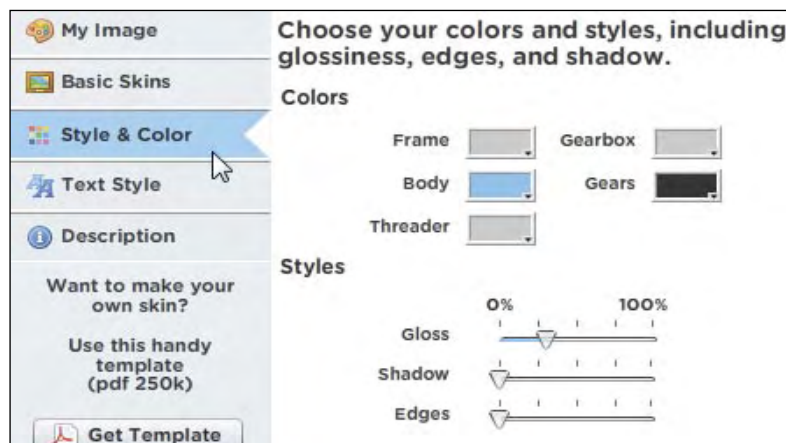 My Image
Basic Skins
Style & Color
Text Style
Description
Want to make your
own skin?
Use this handy
template
(pdf 250k)
Get Template
Choose your colors and styles, including
glossiness, edges, and shadow.
Colors
Frame Gearbox
Body Gears
Threader
Styles
0% 100%
Gloss
Shadow
Edges